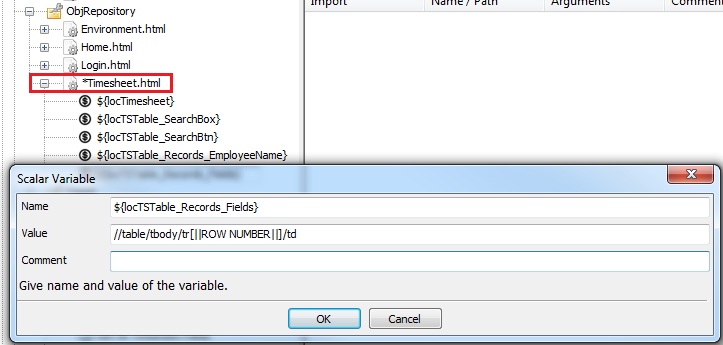 ObjRepository
Import Name / Path Arguments Comment
Environment.html
Home.html
Login.html
*Timesheet.html
${locTimesheet}
${locTSTable_SearchBox}
${locTSTable_SearchBtn}
${locTSTable_Records_EmployeeName}
Scalar Variable
Name ${locTSTable_Records_Fields}
Value //table/tbody/tr[||ROW NUMBER||]/td
Comment
Give name and value of the variable.
OK Cancel